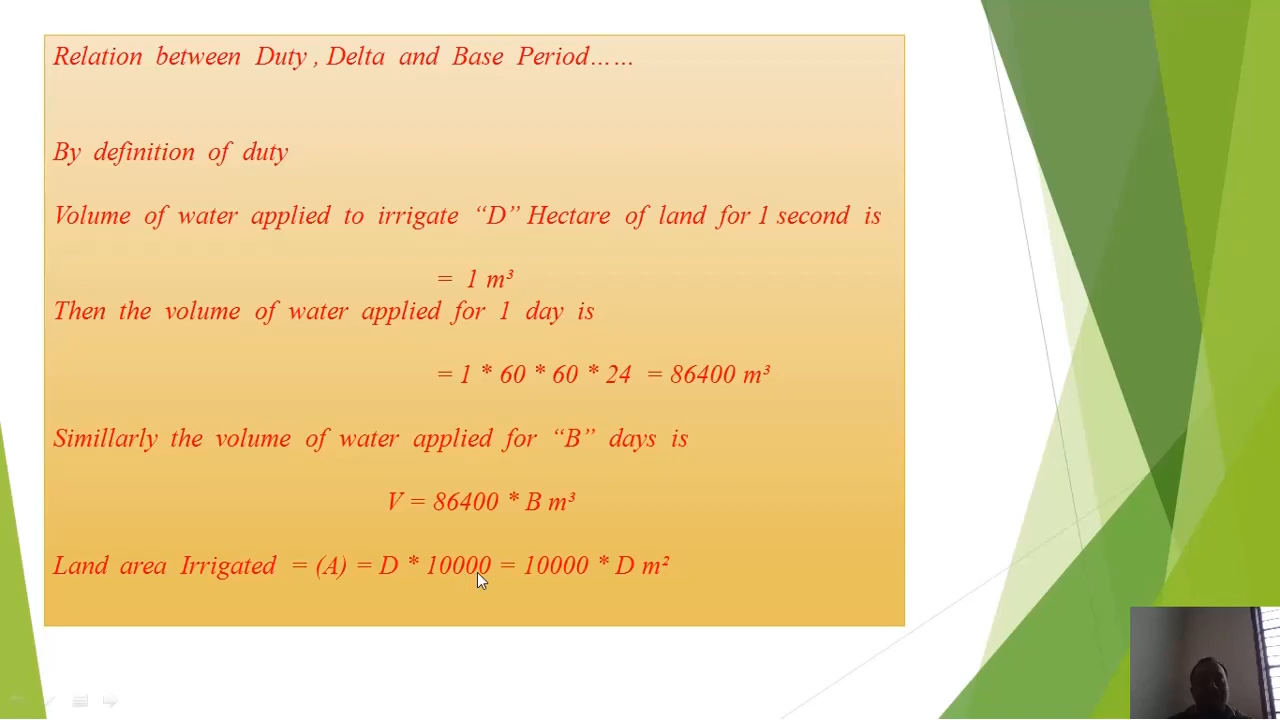 Relation between Duty , Delta and Base Period……
By definition of duty
Volume of water applied to irrigate “D” Hectare of land for 1 second is
= 1 m³
Then the volume of water applied for 1 day is
= 1 * 60 * 60 * 24 = 86400 m³
Simillarly the volume of water applied for “B” days is
V = 86400 * B m³
Land area Irrigated = (A) = D * 10000 = 10000 * D m²